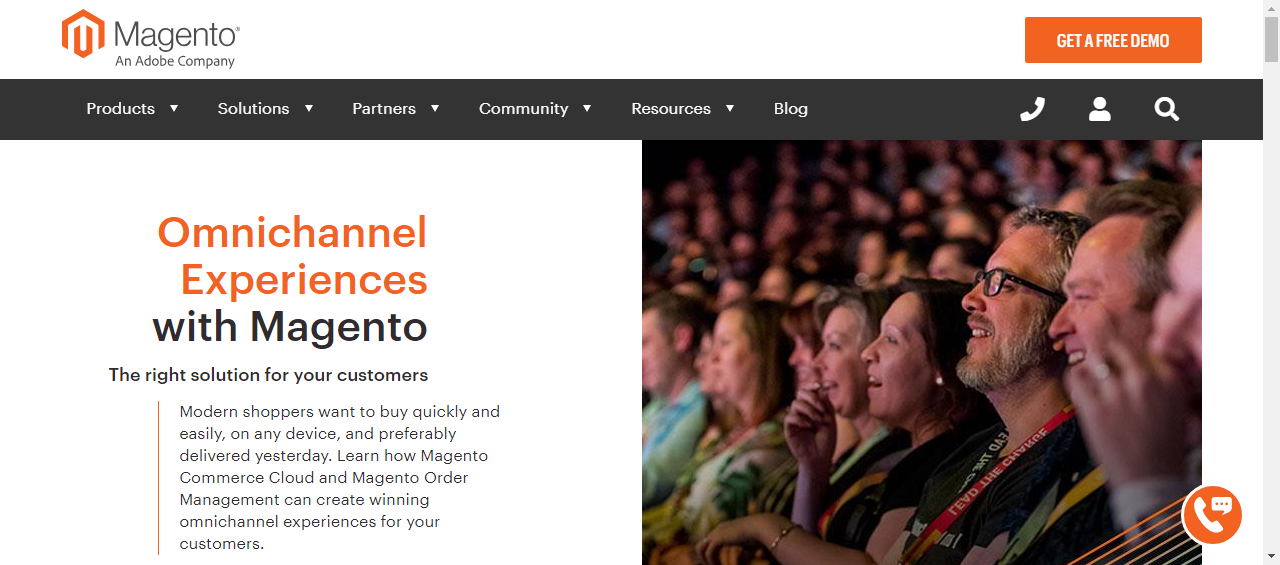 Magento®
An Adobe Company
GET A FREE DEMO
Products
Solutions
Partners
Community
Resources
Blog
Omnichannel
Experiences
with Magento
The right solution for your customers
Modern shoppers want to buy quickly and
easily, on any device, and preferably
delivered yesterday. Learn how Magento
Commerce Cloud and Magento Order
Management can create winning
omnichannel experiences for your
customers.
LEAD THE CHARGE